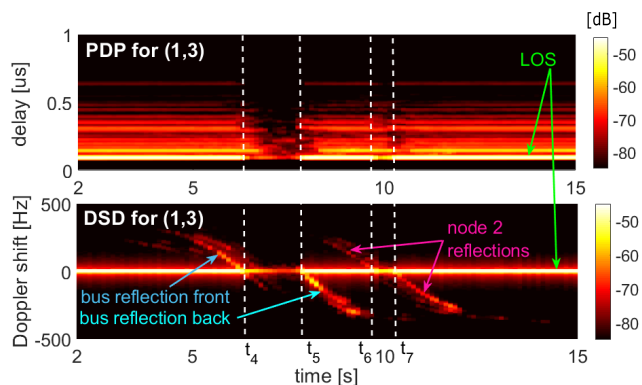 [dB]
1
PDP for (1,3)
LOS
-50
delay [us]
0.5
-60
-70
-80
0
2
5
10
15
500
DSD for (1,3)
-50
Doppler shift [Hz]
node 2
reflections
-60
0
bus reflection front
-70
bus reflection back
-80
-500
t4 t5 t6 t7
2
5
10
15
time [s]